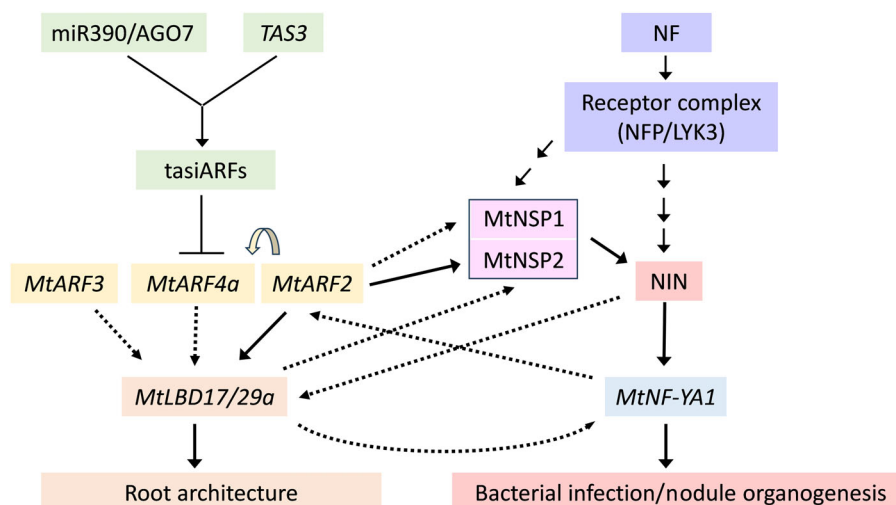 miR390/AGO7
TAS3
NF
Receptor complex
(NFP/LYK3)
tasiARFs
MtNSP1
MtNSP2
MtARF3
MtARF4a
MtARF2
NIN
MtLBD17/29a
MtNF-YA1
Root architecture
Bacterial infection/nodule organogenesis